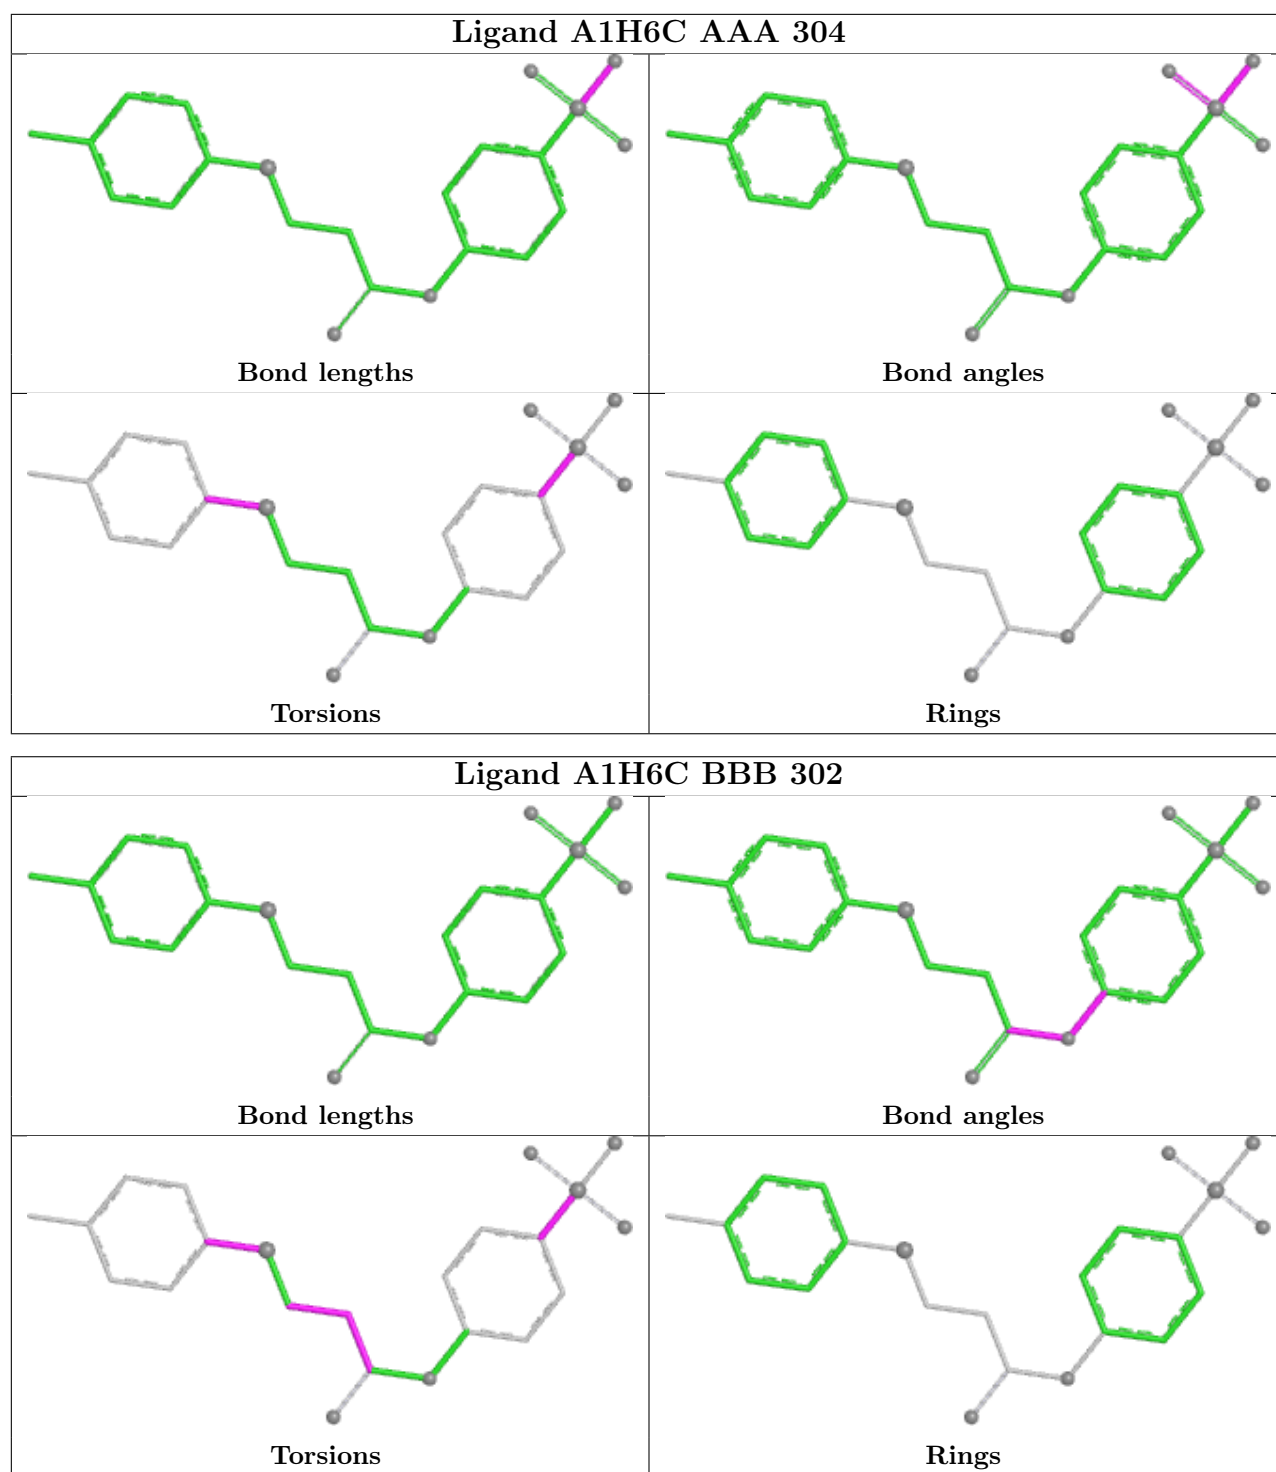 Ligand A1H6C AAA 304
Bond lengths
Bond angles
Torsions
Rings
Ligand A1H6C BBB 302
Bond lengths
Bond angles
Torsions
Rings